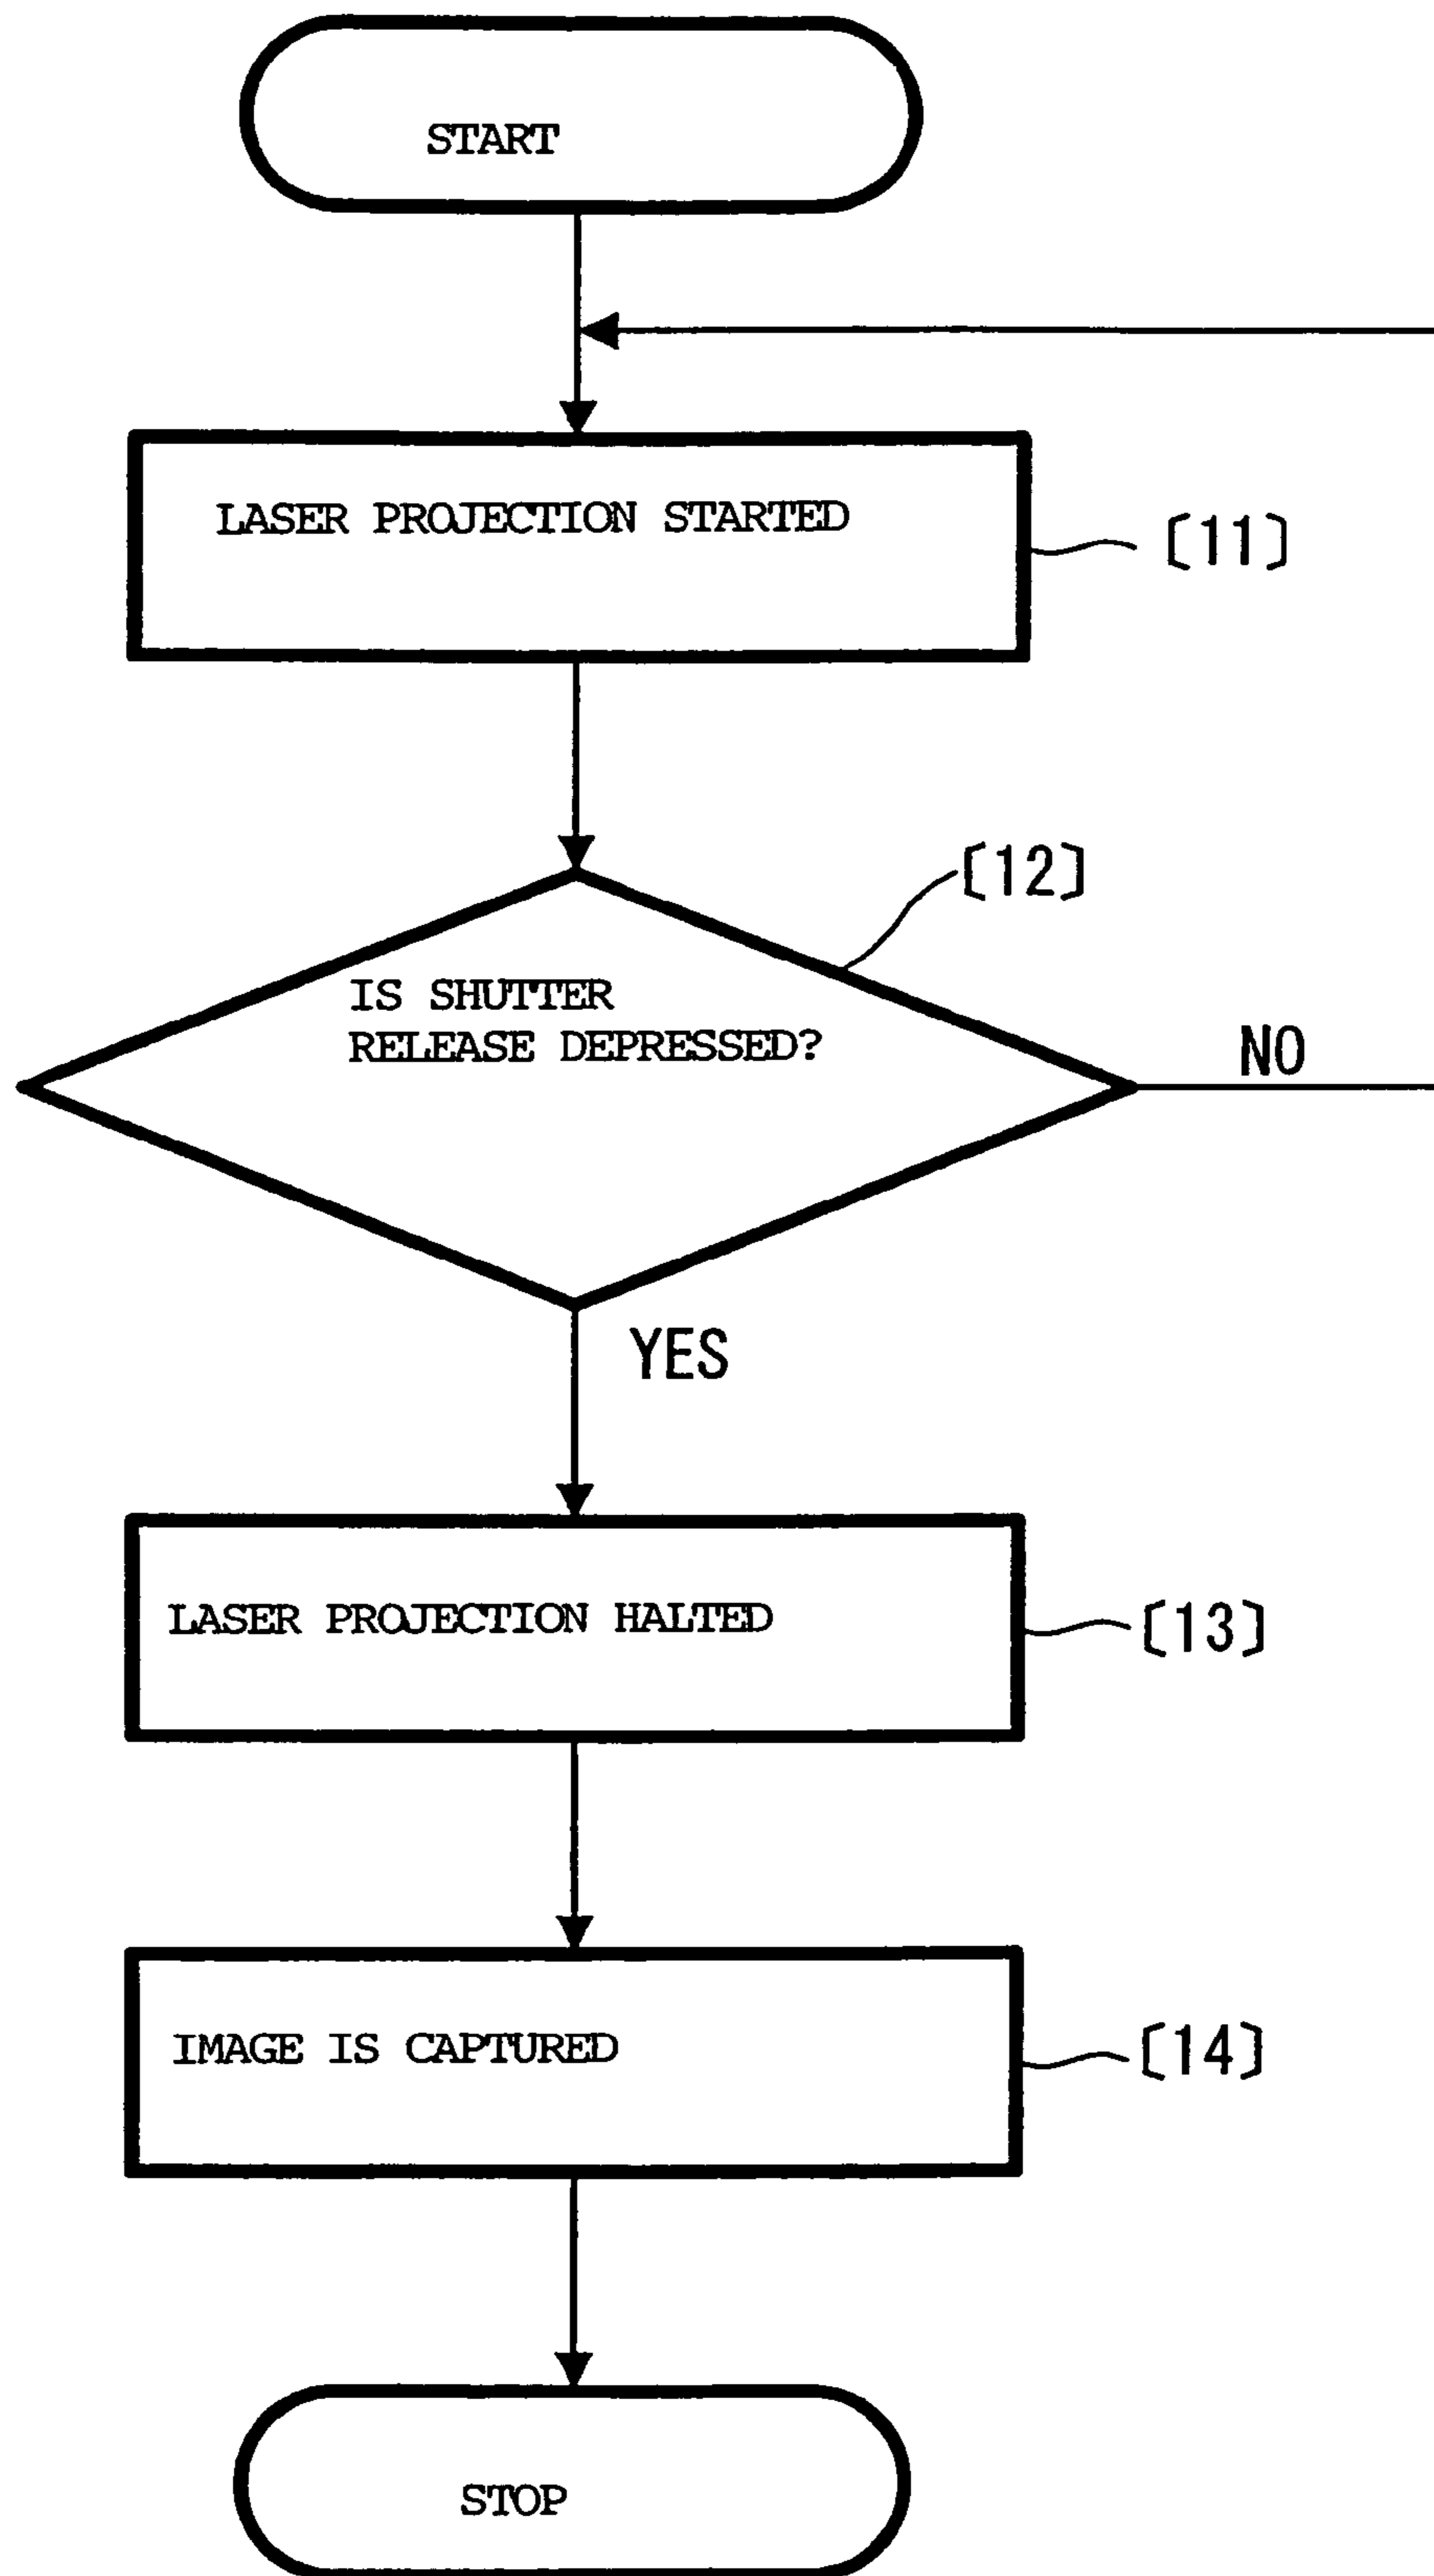 START
LASER PROJECTION STARTED
〔11〕
〔12〕
IS SHUTTER
RELEASE DEPRESSED?
NO
YES
LASER PROJECTION HALTED
〔13〕
IMAGE IS CAPTURED
〔14〕
STOP